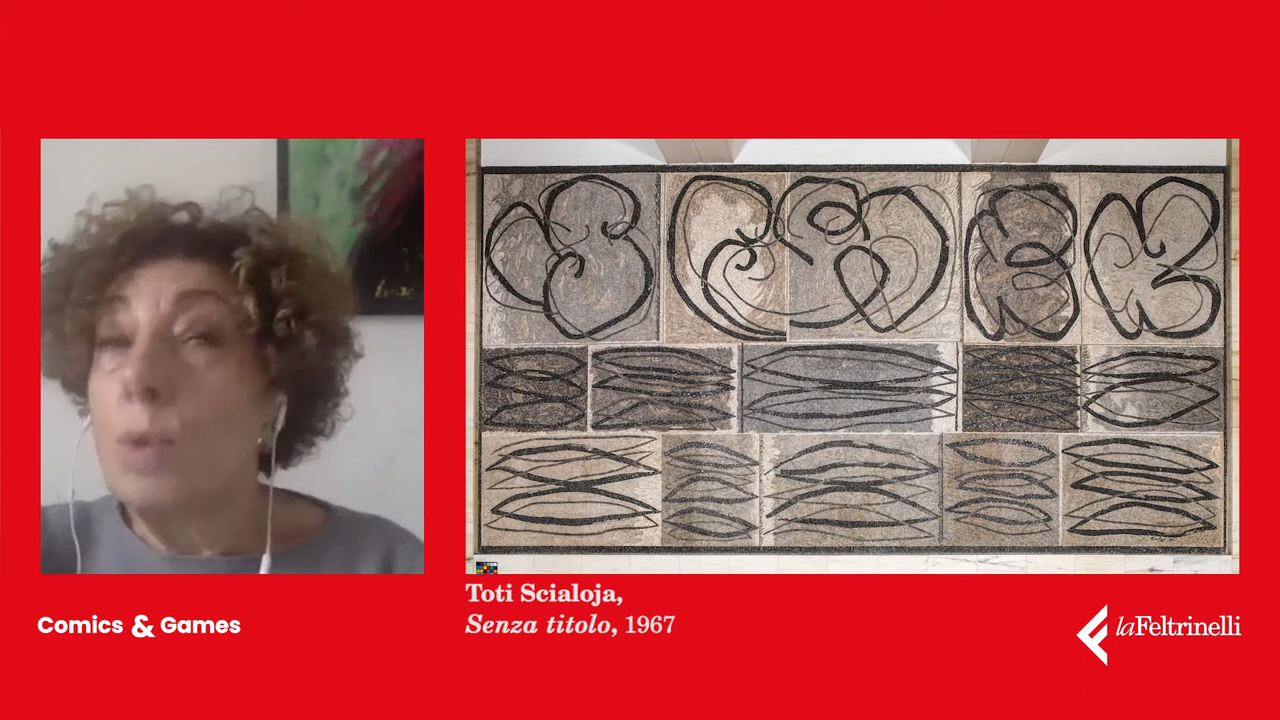 Toti Scialoja,
Senza titolo, 1967
Comics & Games
laFeltrinelli